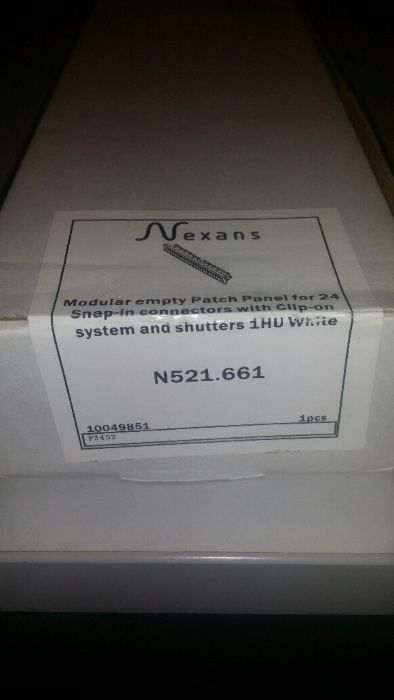 Nexans
Modular empty Patch Panel for 24
Snap-in connectors with Clip-on
system and shutters 1HU White
N521.661
10049851 1pcs
F3452